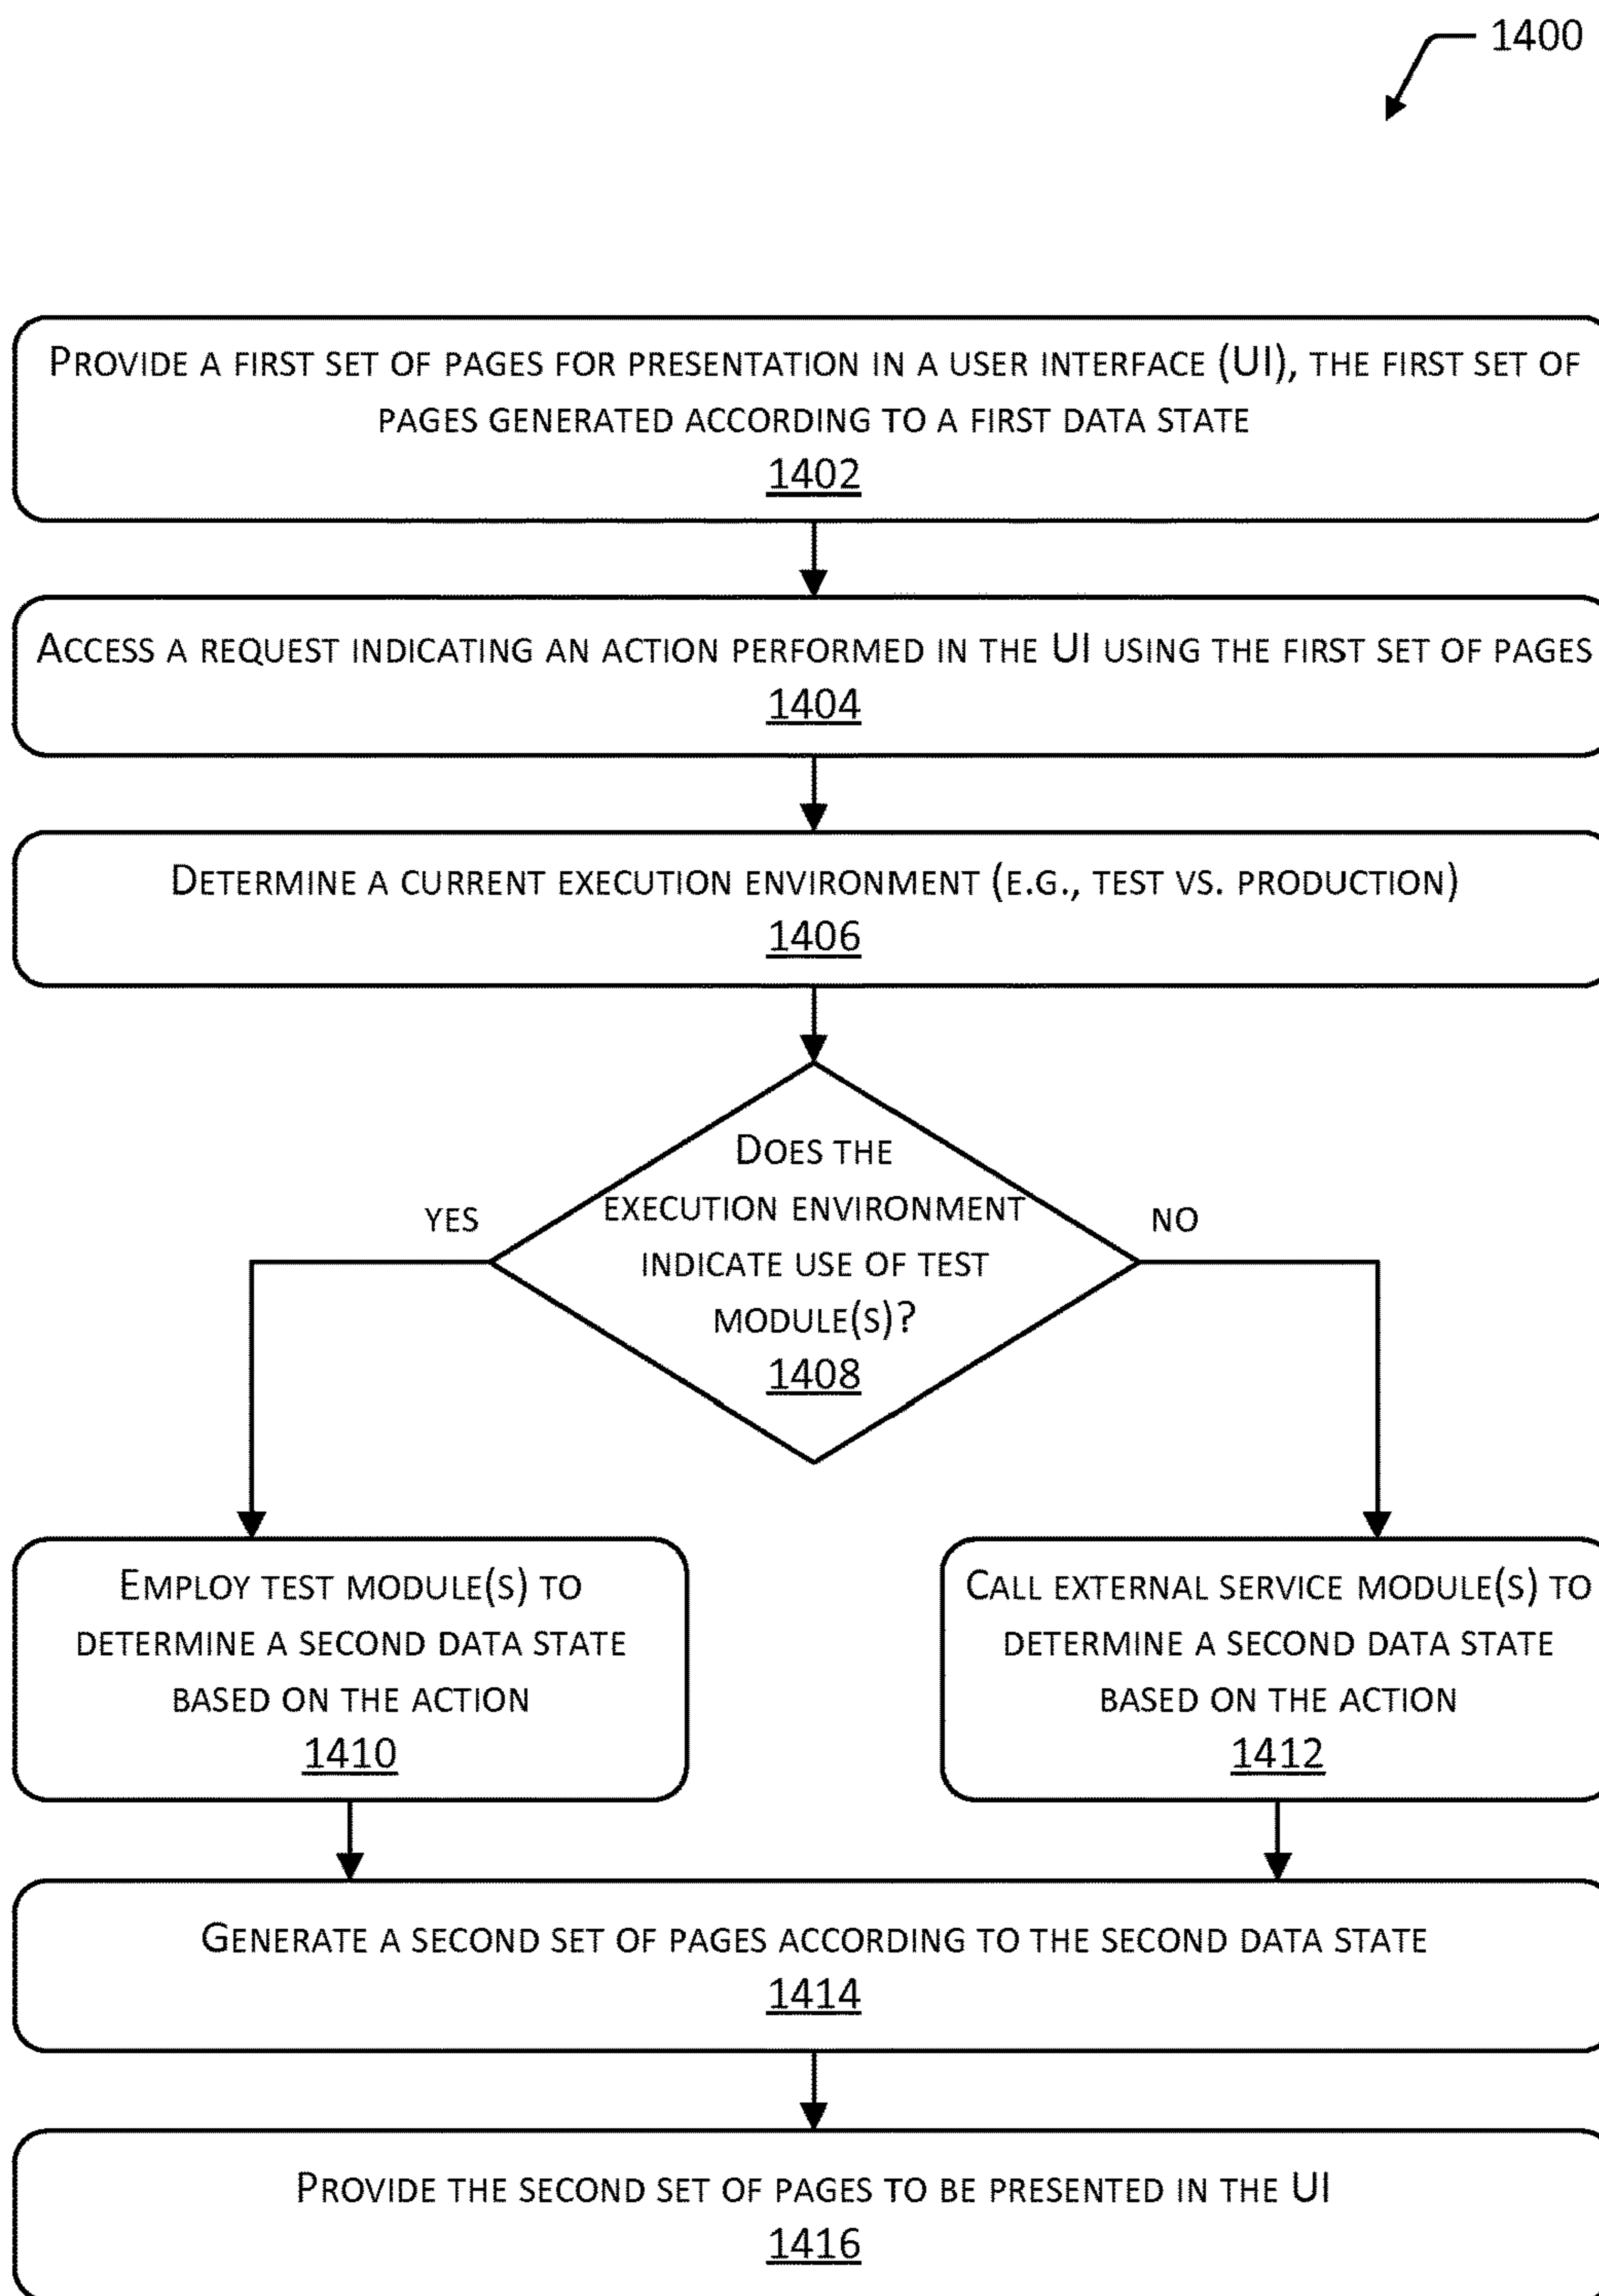 1400
PROVIDE A FIRST SET OF PAGES FOR PRESENTATION IN A USER INTERFACE (UI), THE FIRST SET OF
PAGES GENERATED ACCORDING TO A FIRST DATA STATE
1402
ACCESS A REQUEST INDICATING AN ACTION PERFORMED IN THE UI USING THE FIRST SET OF PAGES
1404
DETERMINE A CURRENT EXECUTION ENVIRONMENT (E.G., TEST VS. PRODUCTION)
1406
DOES THE
EXECUTION ENVIRONMENT
INDICATE USE OF TEST
MODULE(S)?
1408
YES
NO
EMPLOY TEST MODULE(S) TO
DETERMINE A SECOND DATA STATE
BASED ON THE ACTION
1410
CALL EXTERNAL SERVICE MODULE(S) TO
DETERMINE A SECOND DATA STATE
BASED ON THE ACTION
1412
GENERATE A SECOND SET OF PAGES ACCORDING TO THE SECOND DATA STATE
1414
PROVIDE THE SECOND SET OF PAGES TO BE PRESENTED IN THE UI
1416